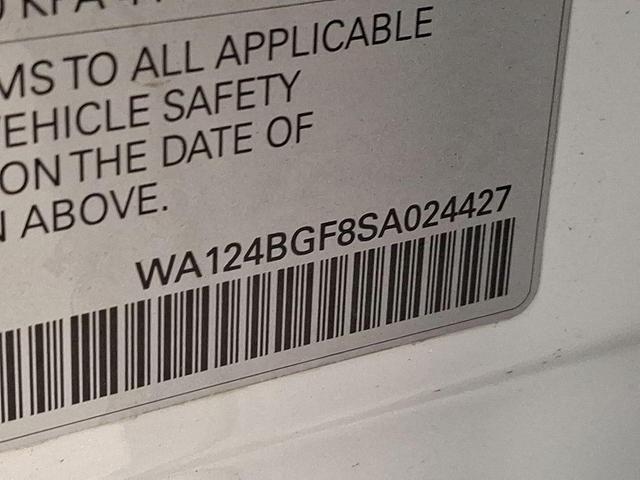 MS TO ALL APPLICABLE
VEHICLE SAFETY
ON THE DATE OF
N ABOVE.
WA124BGF8SA024427